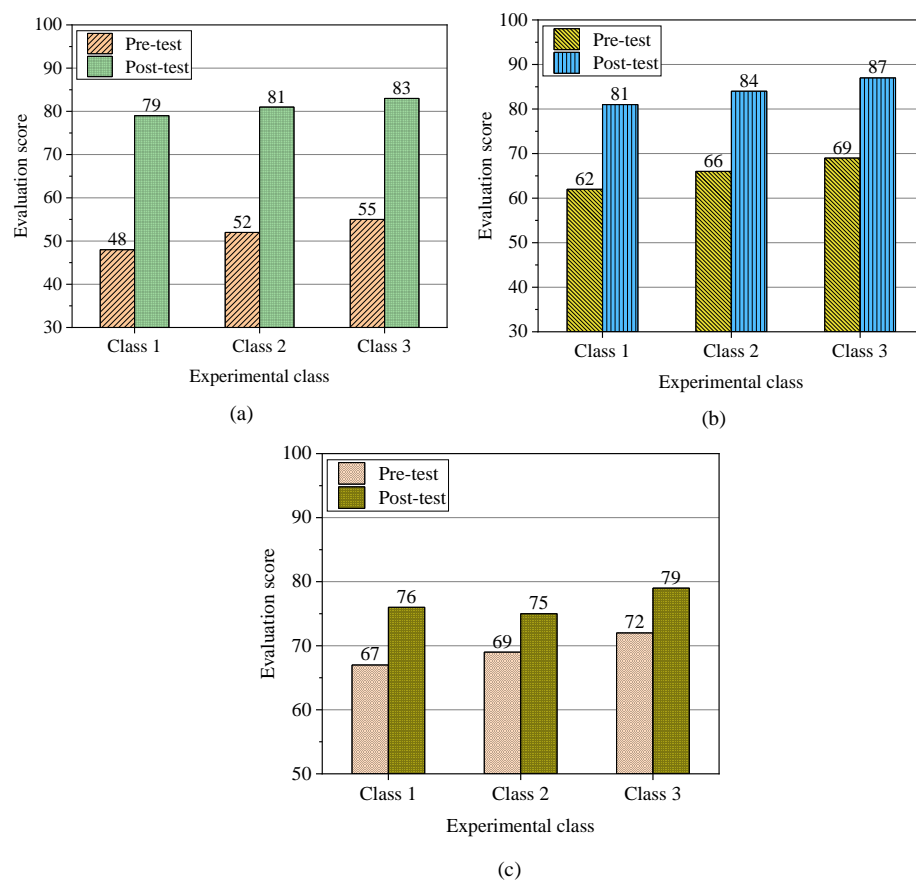 100
90
80
70
60
50
40
30
Evaluation score
Pre-test
Post-test
48
79
52
81
55
83
Class 1
Class 2
Class 3
Experimental class
(a)
100
90
80
70
60
50
40
30
Evaluation score
Pre-test
Post-test
62
81
66
84
69
87
Class 1
Class 2
Class 3
Experimental class
(b)
100
90
80
70
60
50
Evaluation score
Pre-test
Post-test
67
76
69
75
72
79
Class 1
Class 2
Class 3
Experimental class
(c)